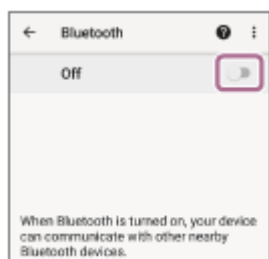 Bluetooth
Off
When Bluetooth is turned on, your device
can communicate with other nearby
Bluetooth devices.